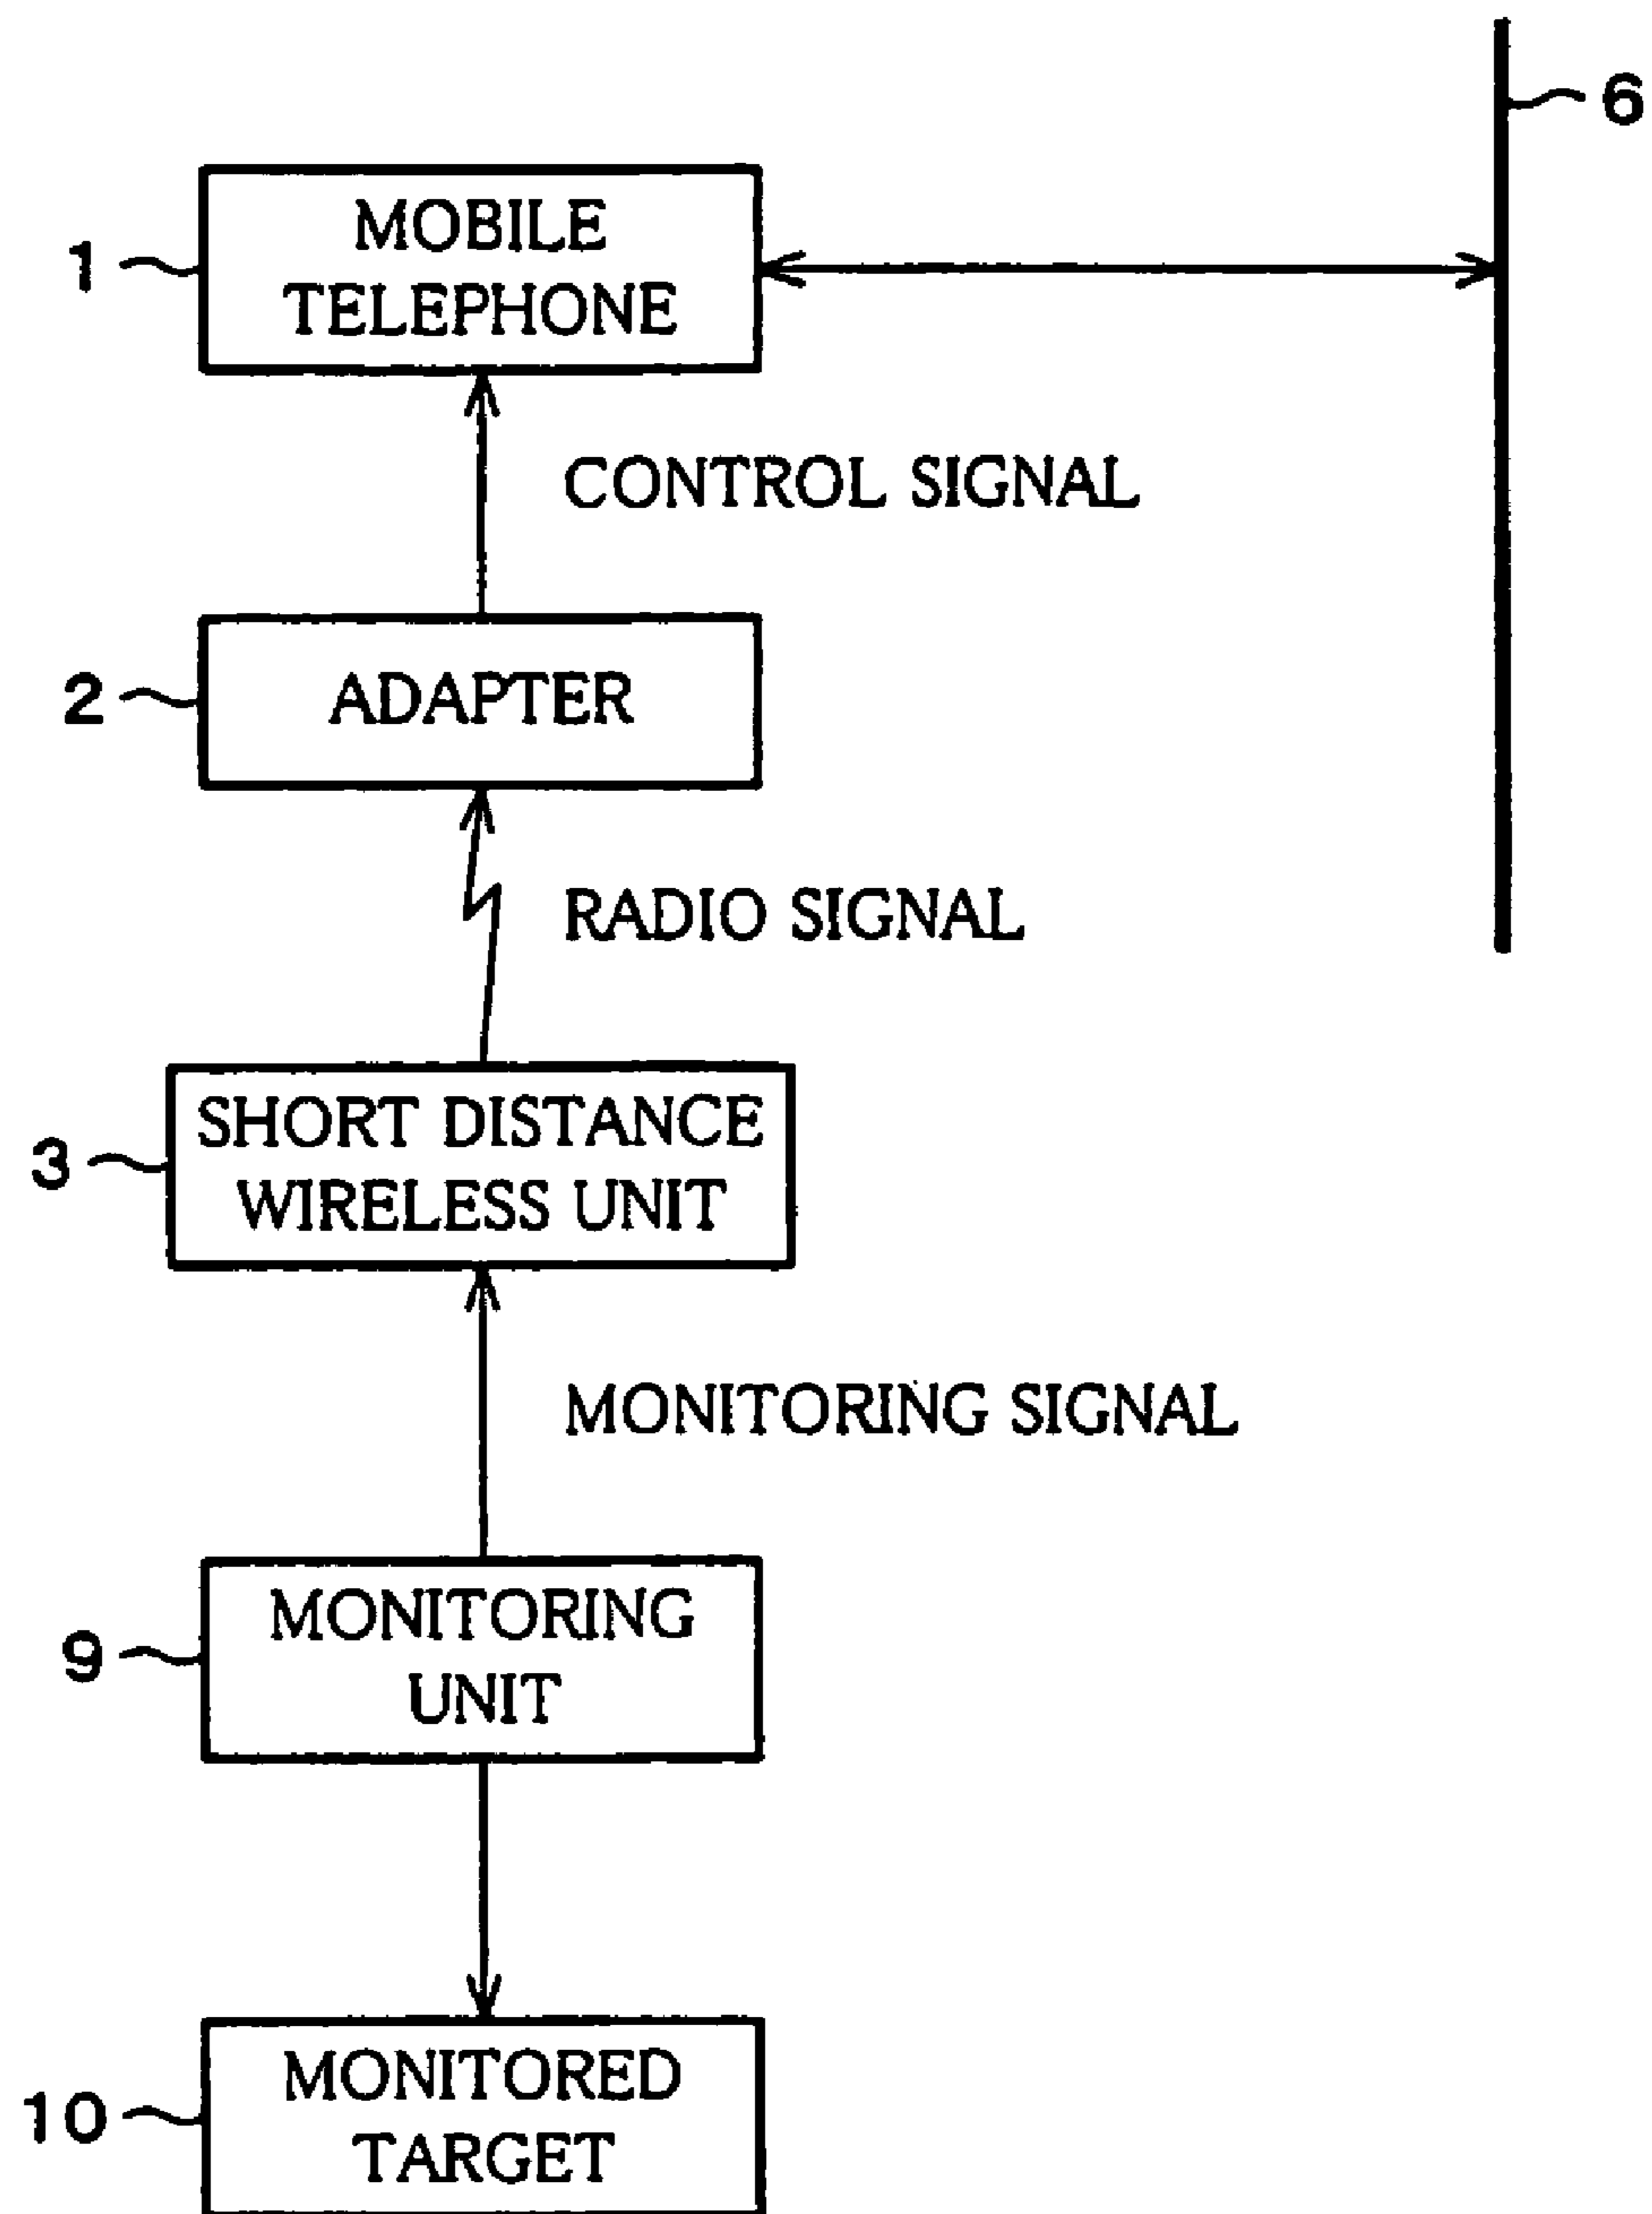 6
1
MOBILE
TELEPHONE
CONTROL SIGNAL
2
ADAPTER
RADIO SIGNAL
3
SHORT DISTANCE
WIRELESS UNIT
MONITORING SIGNAL
9
MONITORING
UNIT
10
MONITORED
TARGET